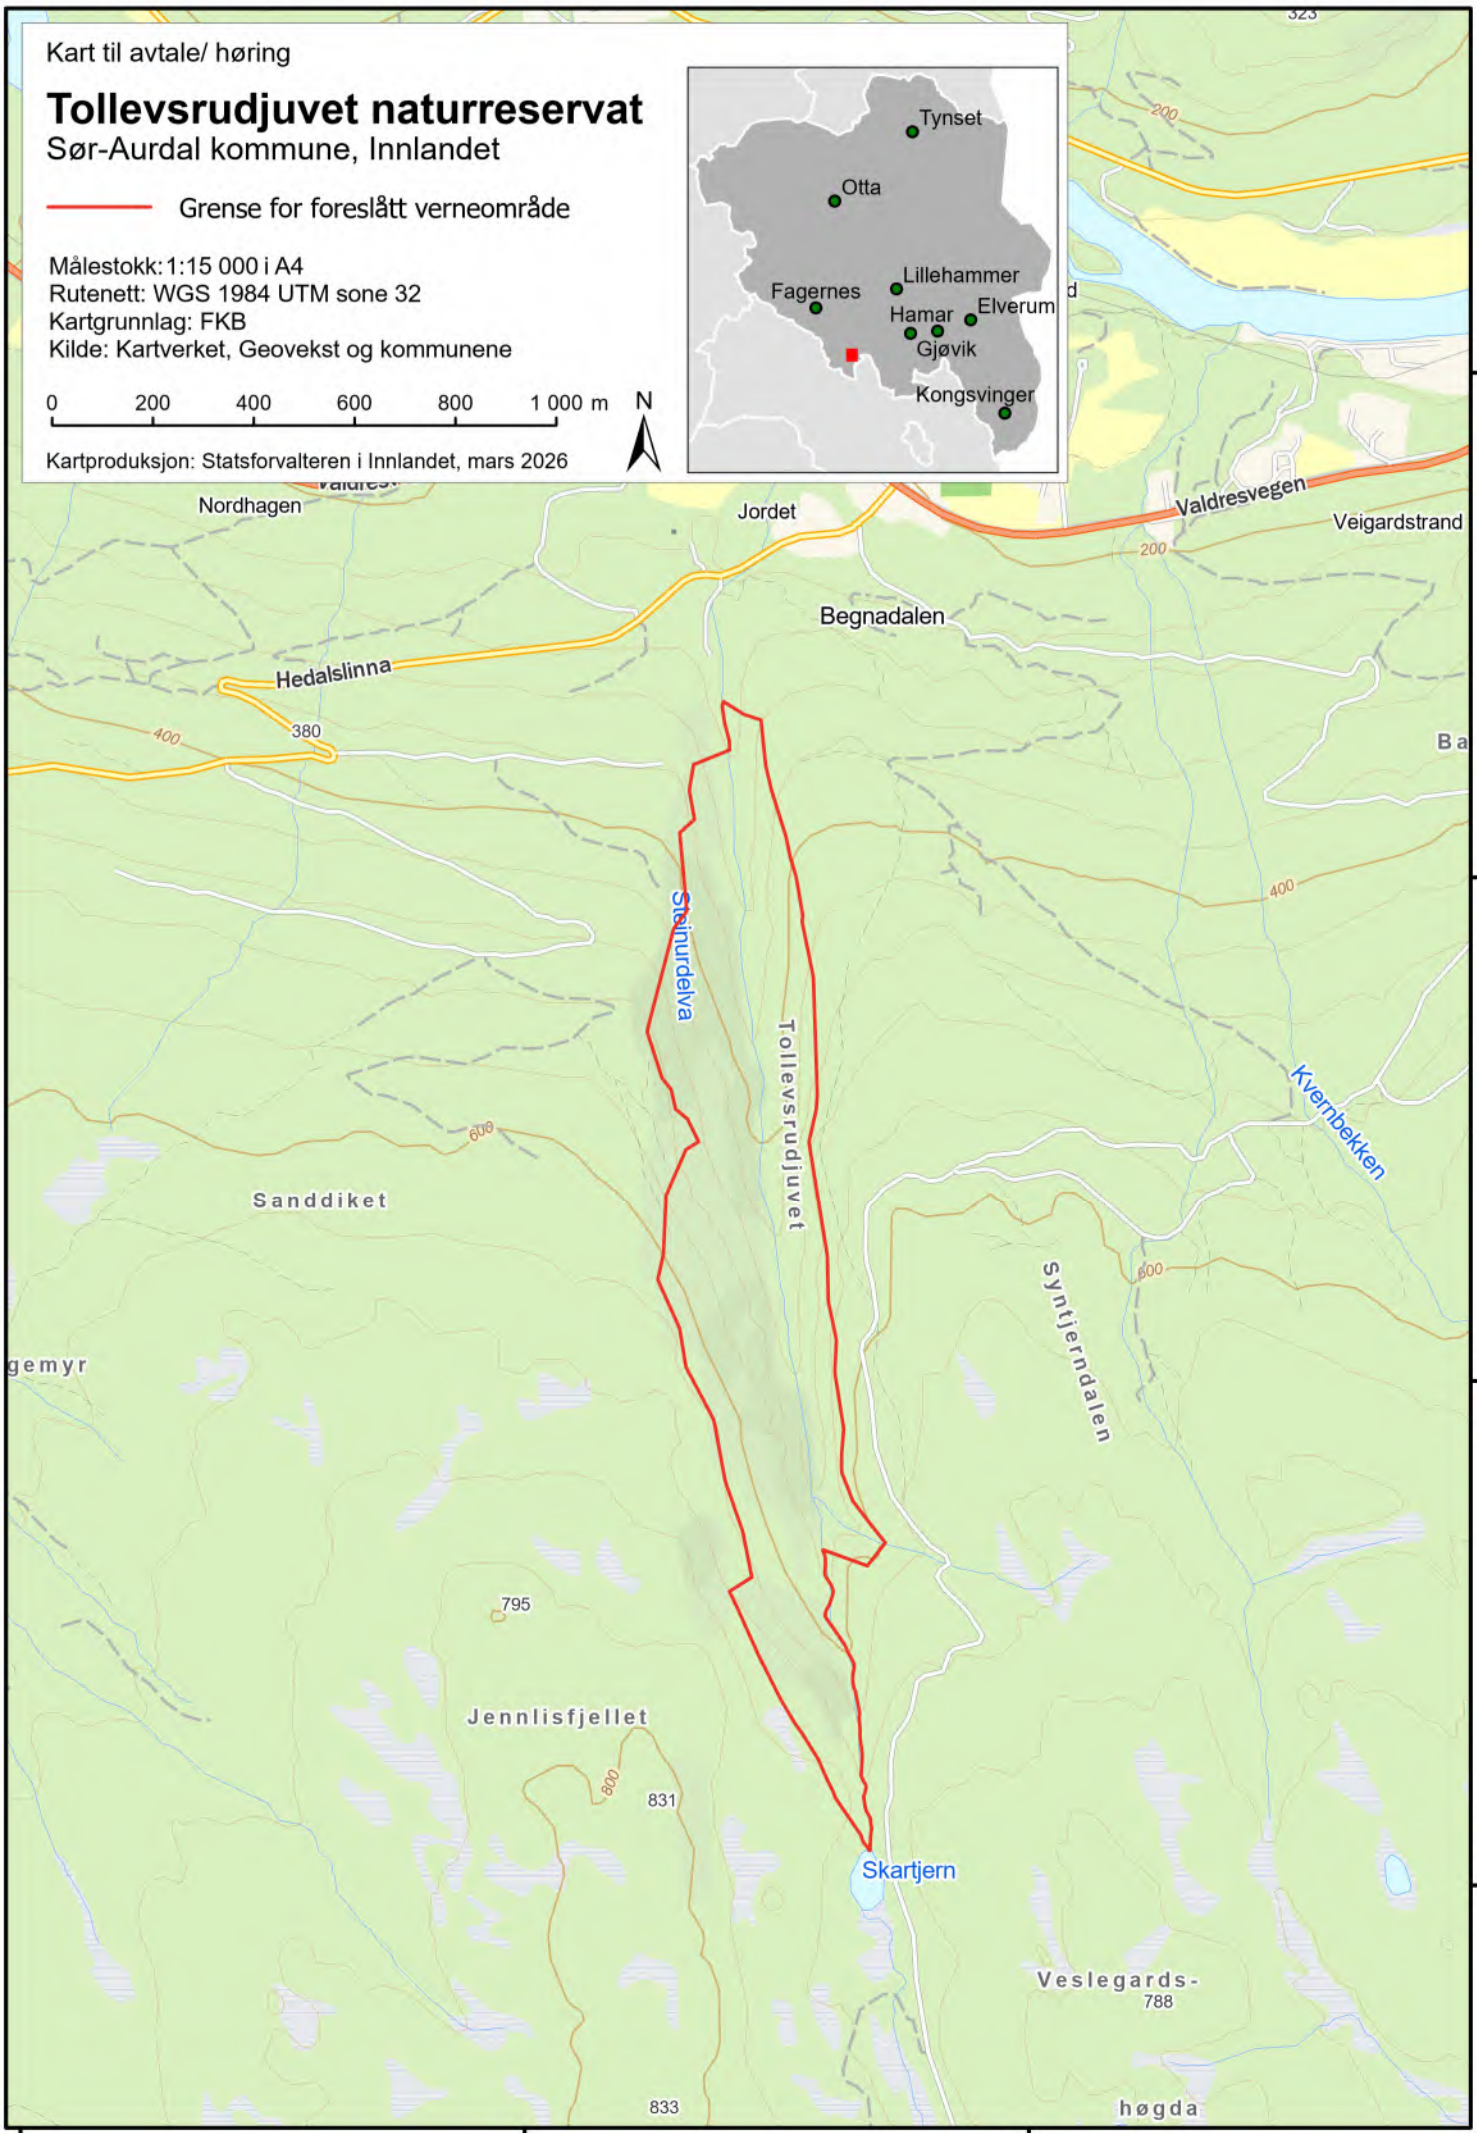 323
Kart til avtale/ høring
Tollevsrudjuvet naturreservat
Sør-Aurdal kommune, Innlandet
Grense for foreslått verneområde
Målestokk:1:15 000 i A4
Rutenett: WGS 1984 UTM sone 32
Kartgrunnlag: FKB
Kilde: Kartverket, Geovekst og kommunene
0 200 400 600 800 1 000 m
N
Kartproduksjon: Statsforvalteren i Innlandet, mars 2026
Tynset
Otta
Lillehammer
Fagernes
Elverum
Hamar
Gjøvik
Kongsvinger
200
d
Nordhagen
Jordet
Valdresvegen
Veigardstrand
200
Begnadalen
Hedalslinna
380
400
Ba
400
Steinurdelva
Tollevsrudjuvet
Kvernbekken
600
Sanddiket
Syntjerndalen
600
gemyr
795
Jennlisfjellet
800
831
Skartjern
Veslegards-
788
833
høgda